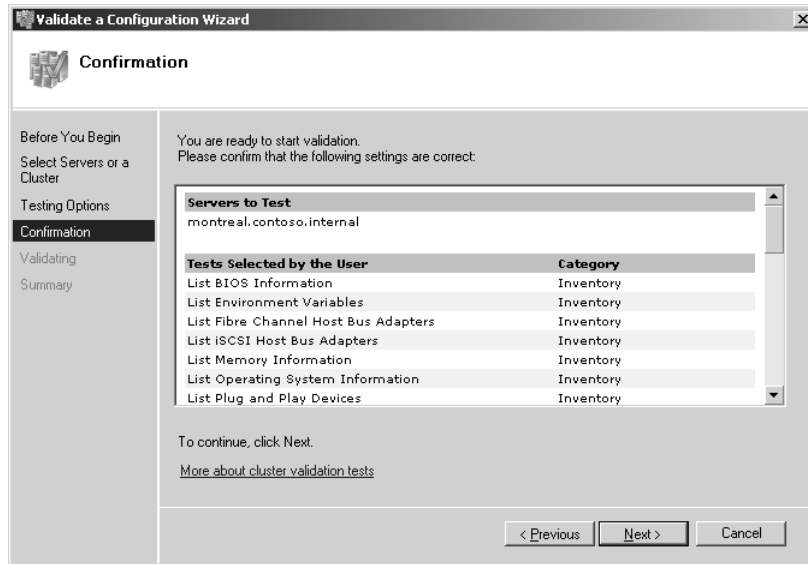 Validate a Configuration Wizard
Confirmation
Before You Begin
Select Servers or a
Cluster
Testing Options
Confirmation
Validating
Summary
You are ready to start validation.
Please confirm that the following settings are correct:
Servers to Test
montreal.contoso.internal
Tests Selected by the User Category
List BIOS Information Inventory
List Environment Variables Inventory
List Fibre Channel Host Bus Adapters Inventory
List iSCSI Host Bus Adapters Inventory
List Memory Information Inventory
List Operating System Information Inventory
List Plug and Play Devices Inventory
To continue, click Next.
More about cluster validation tests
< Previous Next > Cancel